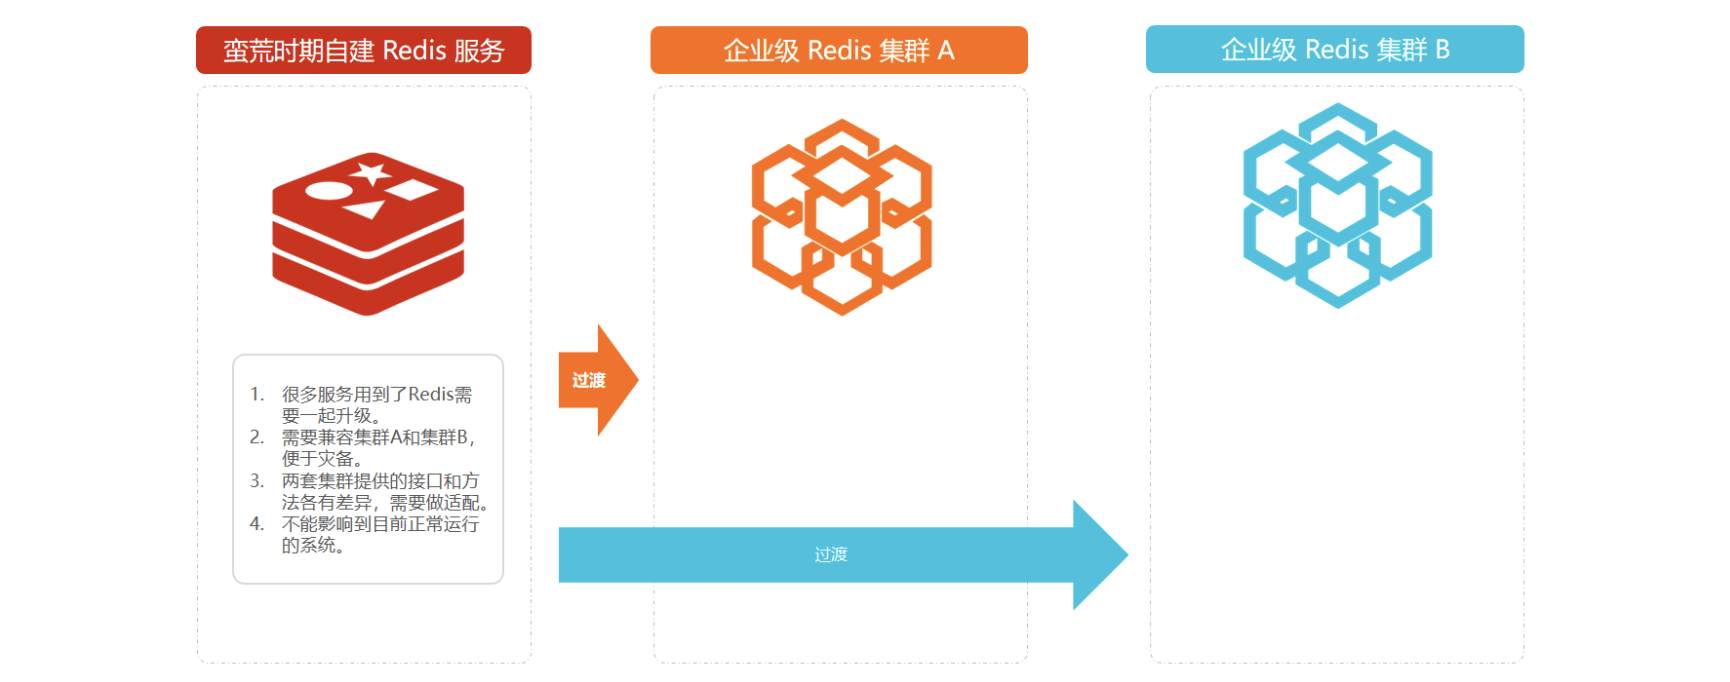 蛮荒时期自建 Redis 服务
企业级 Redis 集群 A
企业级 Redis 集群 B
1. 很多服务用到了Redis需
要一起升级。
2. 需要兼容集群A和集群B，
便于灾备。
3. 两套集群提供的接口和方
法各有差异，需要做适配。
4. 不能影响到目前正常运行
的系统。
过渡
过渡